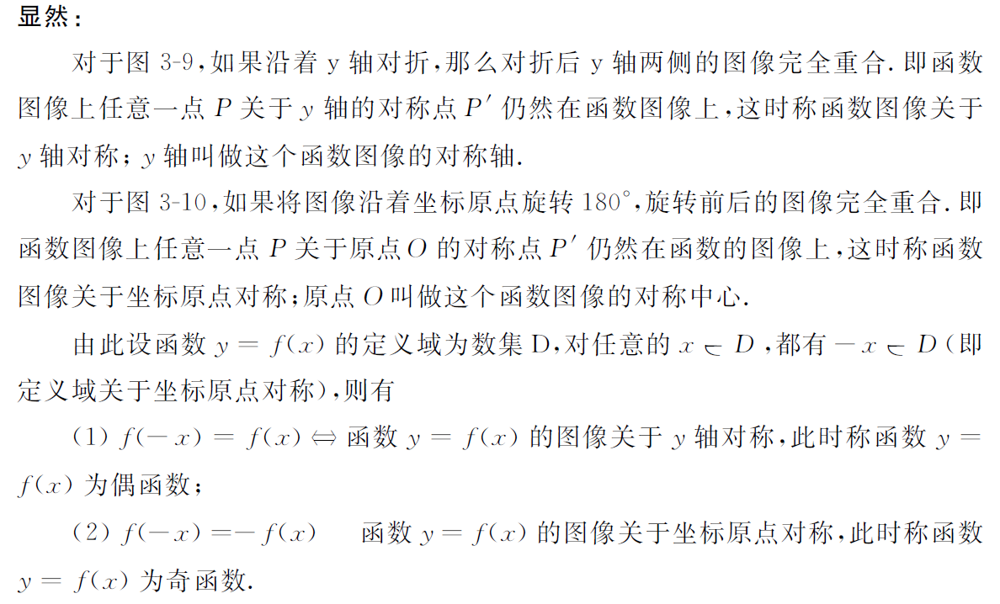 显然：
对于图 3-9，如果沿着 y 轴对折，那么对折后 y 轴两侧的图像完全重合. 即函数
图像上任意一点 P 关于 y 轴的对称点 P′ 仍然在函数图像上，这时称函数图像关于
y 轴对称；y 轴叫做这个函数图像的对称轴.
对于图 3-10，如果将图像沿着坐标原点旋转 180°，旋转前后的图像完全重合. 即
函数图像上任意一点 P 关于原点 O 的对称点 P′ 仍然在函数的图像上，这时称函数
图像关于坐标原点对称；原点 O 叫做这个函数图像的对称中心.
由此设函数 y = f(x) 的定义域为数集 D，对任意的 x ∈ D ，都有 − x ∈ D（即
定义域关于坐标原点对称），则有
（1）f(− x) = f(x) ⇔ 函数 y = f(x) 的图像关于 y 轴对称，此时称函数 y =
f(x) 为偶函数；
（2）f(−x) =− f(x) 函数 y = f(x) 的图像关于坐标原点对称，此时称函数
y = f(x) 为奇函数.